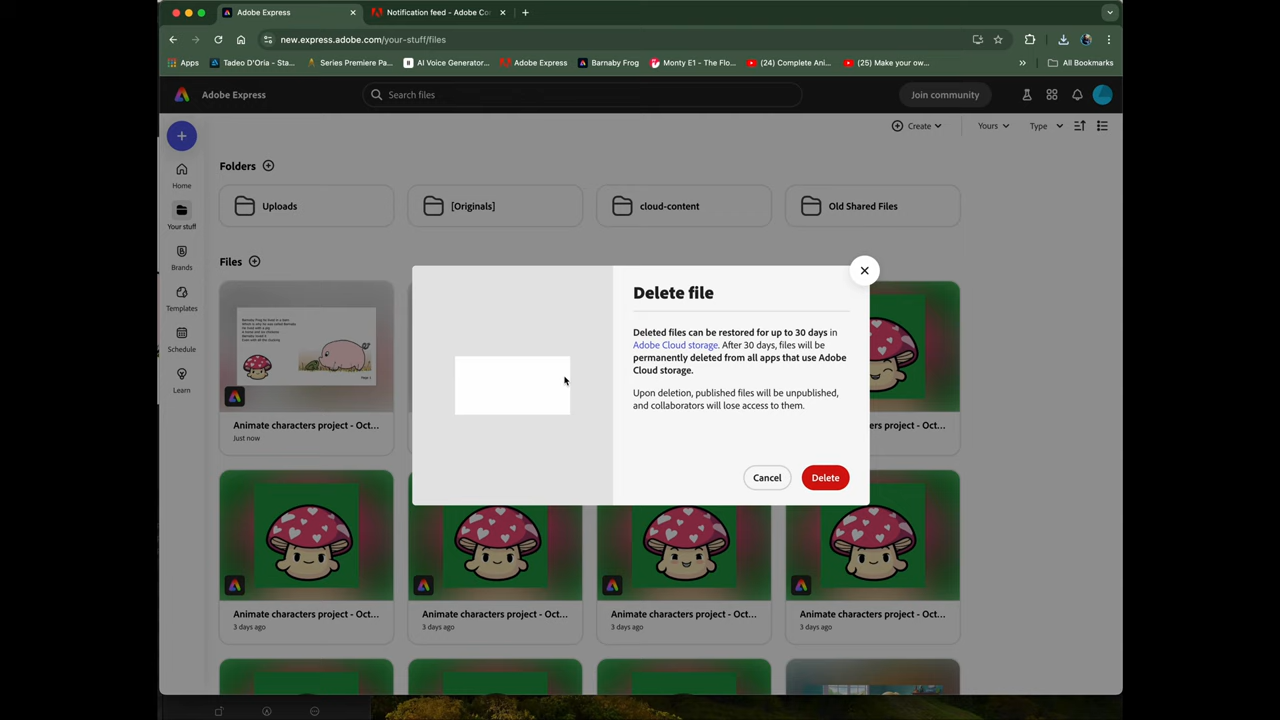 Adobe Express
Notification feed - Adobe Co
new.express.adobe.com/your-stuff/files
Apps
Tadeo D'Oria - Sta...
Series Premiere Pa...
AI Voice Generator...
Adobe Express
Barnaby Frog
Monty E1 - The Flo...
(24) Complete Ani...
(25) Make your ow...
All Bookmarks
Adobe Express
Search files
Join community
Create
Yours
Type
Home
Your stuff
Brands
Templates
Schedule
Learn
Folders
Uploads
[Originals]
cloud-content
Old Shared Files
Files
Page 1
Animate characters project - Oct...
Just now
Delete file
Deleted files can be restored for up to 30 days in
Adobe Cloud storage. After 30 days, files will be
permanently deleted from all apps that use Adobe
Cloud storage.
Upon deletion, published files will be unpublished,
and collaborators will lose access to them.
Cancel
Delete
ect - Oct...
Animate characters project - Oct...
3 days ago
Animate characters project - Oct...
3 days ago
Animate characters project - Oct...
3 days ago
Animate characters project - Oct...
3 days ago